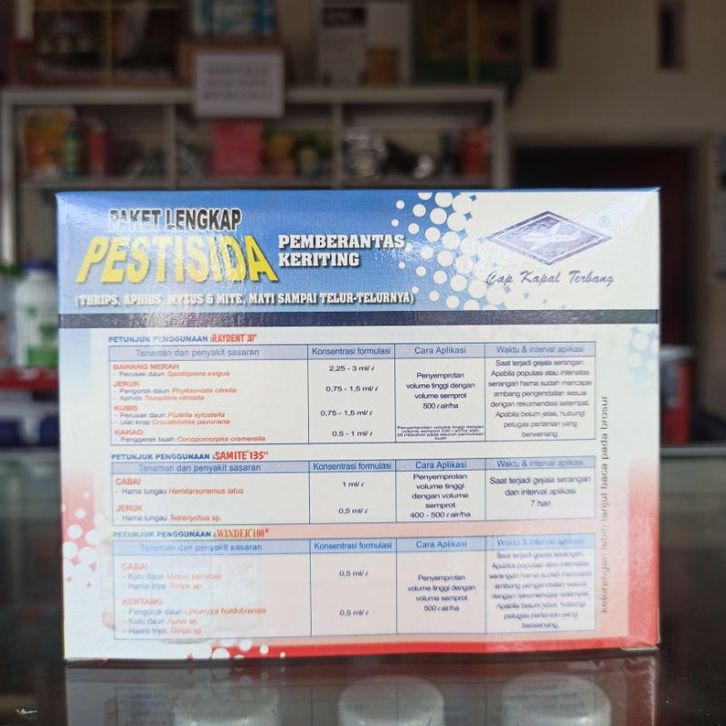 PAKET LENGKAP
PESTISIDA
PEMBERANTAS
KERITING
(THRIPS, APHIDS, MYZUS & MITE, MATI SAMPAI TELUR-TELURNYA)
®
Cap Kapal Terbang
PETUNJUK PENGGUNAAN :RAYDENT
Tanaman dan penyakit sasaran
Konsentrasi formulasi
Cara Aplikasi
Waktu & interval aplikasi
BAWANG MERAH
- Perusak daun Spodoptera exigua
2,25 - 3 ml/ℓ
JERUK
- Pengorok daun Phyllocnistis citrella
- Aphids Toxoptera citripida
0,75 - 1,5 ml/ℓ
KUBIS
- Perusak daun Plutella xylostella
- Ulat krop Crocidolomia pavonana
0,75 - 1,5 ml/ℓ
KAKAO
- Penggerek buah Conopomorpha cramerella
0,5 - 1 ml/ℓ
Penyemprotan
volume tinggi dengan
volume semprot
500 ℓ air/ha
Penyemprotan volume tinggi dengan
Saat terjadi gejala serangan.
Apabila populasi atau intensitas
serangan hama sudah mencapai
ambang pengendalian sesuai
dengan rekomendasi setempat.
Apabila belum jelas, hubungi
petugas pertanian yang
berwenang.
PETUNJUK PENGGUNAAN :SAMITE 135
Tanaman dan penyakit sasaran
Konsentrasi formulasi
Cara Aplikasi
Waktu & interval aplikasi
CABAI
- Hama tungau Hemitarsonemus latus
1 ml/ℓ
JERUK
- Hama tungau Tetranychus sp.
0,5 ml/ℓ
Penyemprotan
volume tinggi
dengan volume
semprot
400 - 500 ℓ air/ha
Saat terjadi gejala serangan
dan interval aplikasi
7 hari
PETUNJUK PENGGUNAAN :WINDER 100
Tanaman dan penyakit sasaran
Konsentrasi formulasi
Cara Aplikasi
Waktu & interval aplikasi
CABAI
- Kutu daun Myzus persicae
- Hama trips Thrips sp.
0,5 ml/ℓ
KENTANG
- Pengorok daun Liriomyza huidobrensis
- Kutu daun Aphis sp.
- Hama trips Thrips sp.
0,5 ml/ℓ
Penyemprotan
volume tinggi dengan
volume semprot
500 ℓ air/ha
Saat terjadi gejala serangan.
Apabila populasi atau intensitas
serangan hama sudah mencapai
ambang pengendalian sesuai
dengan rekomendasi setempat.
Apabila belum jelas, hubungi
petugas pertanian yang
berwenang.
keterangan lebih lanjut baca pada brosur